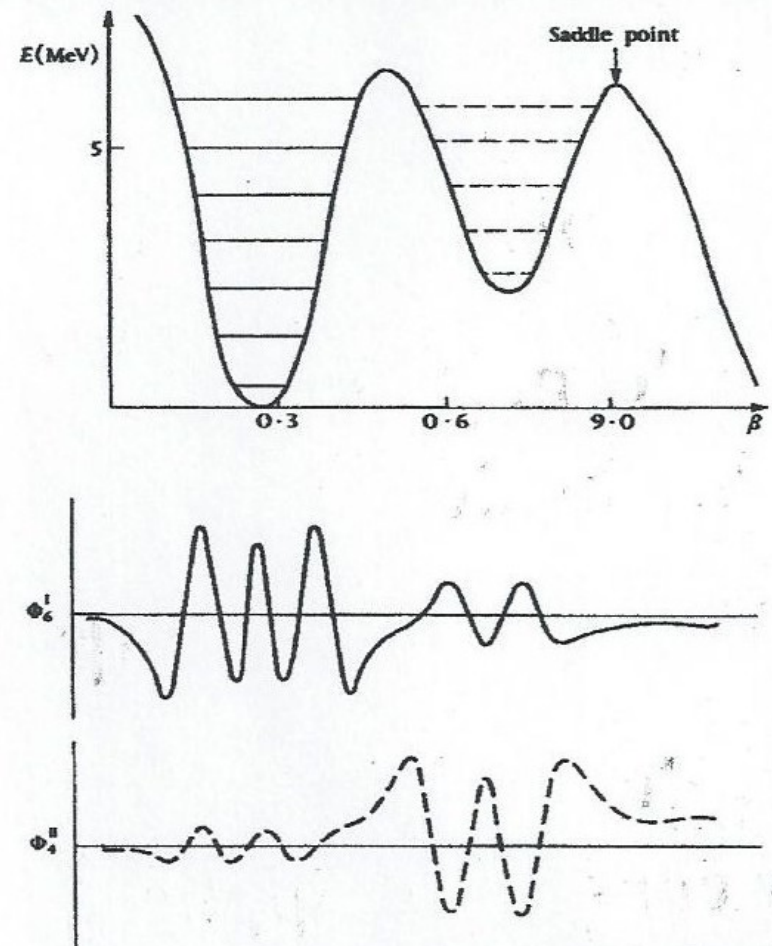 E(MeV)
Saddle point
5
0·3
0·6
9·0
β
Φ₆ᴵ
Φ₄ᴵᴵ